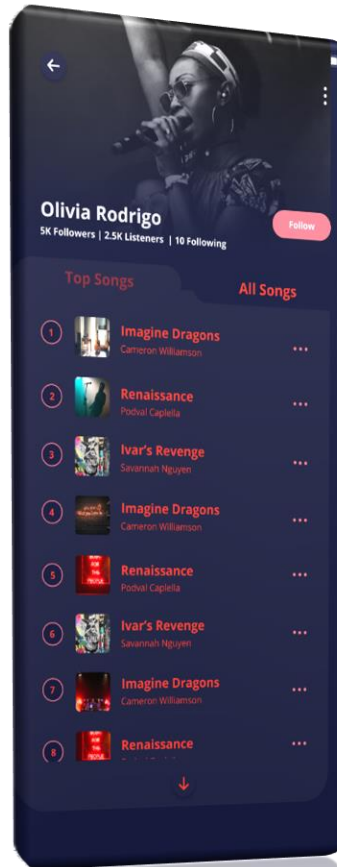 Olivia Rodrigo
Follow
5K Followers | 2.5K Listeners | 10 Following
Top Songs
All Songs
1
Imagine Dragons
Cameron Williamson
2
Renaissance
Podval Caplella
3
Ivar's Revenge
Savannah Nguyen
4
Imagine Dragons
Cameron Williamson
5
Renaissance
Podval Caplella
6
Ivar's Revenge
Savannah Nguyen
7
Imagine Dragons
Cameron Williamson
8
Renaissance